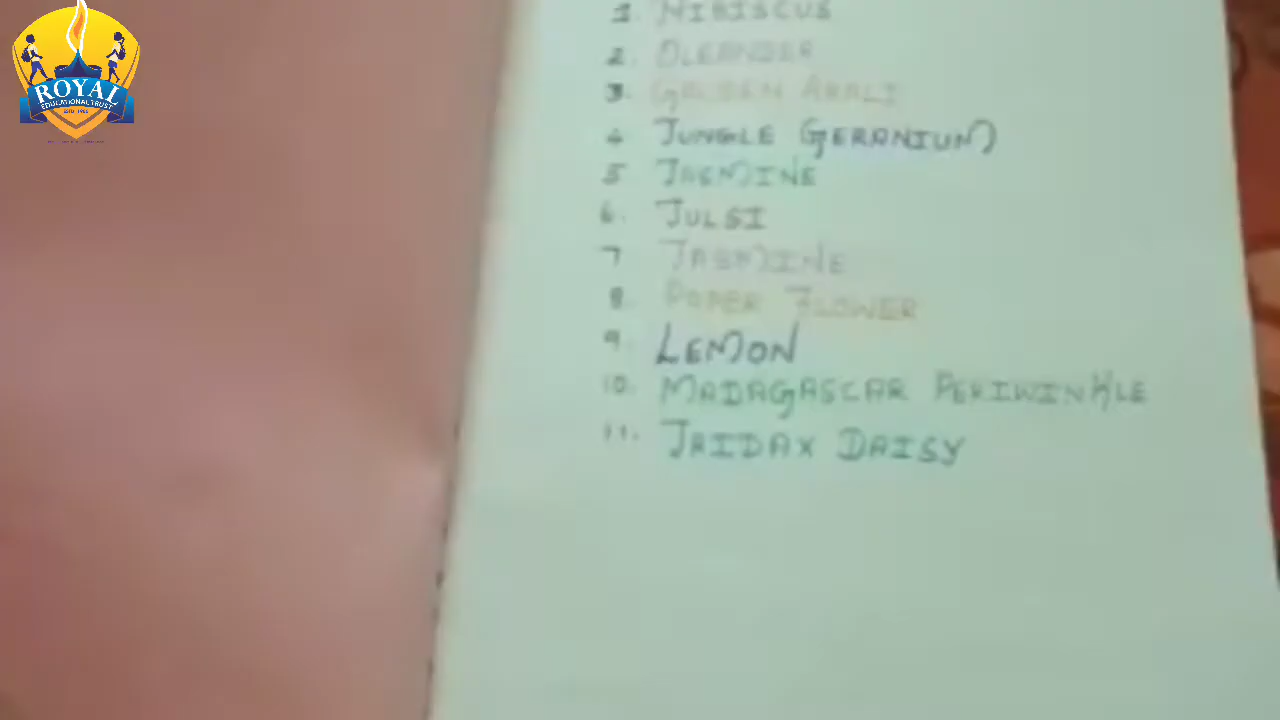 ROYAL
EDUCATIONAL TRUST
1. HIBISCUS
2. OLEANDER
3. GOLDEN ARALI
4 JUNGLE GERANIUM
5 JASMINE
6. TULSI
7 JASMINE
8. PAPER FLOWER
9. LEMON
10. MADAGASCAR PERIWINKLE
11. TRIDAX DAISY